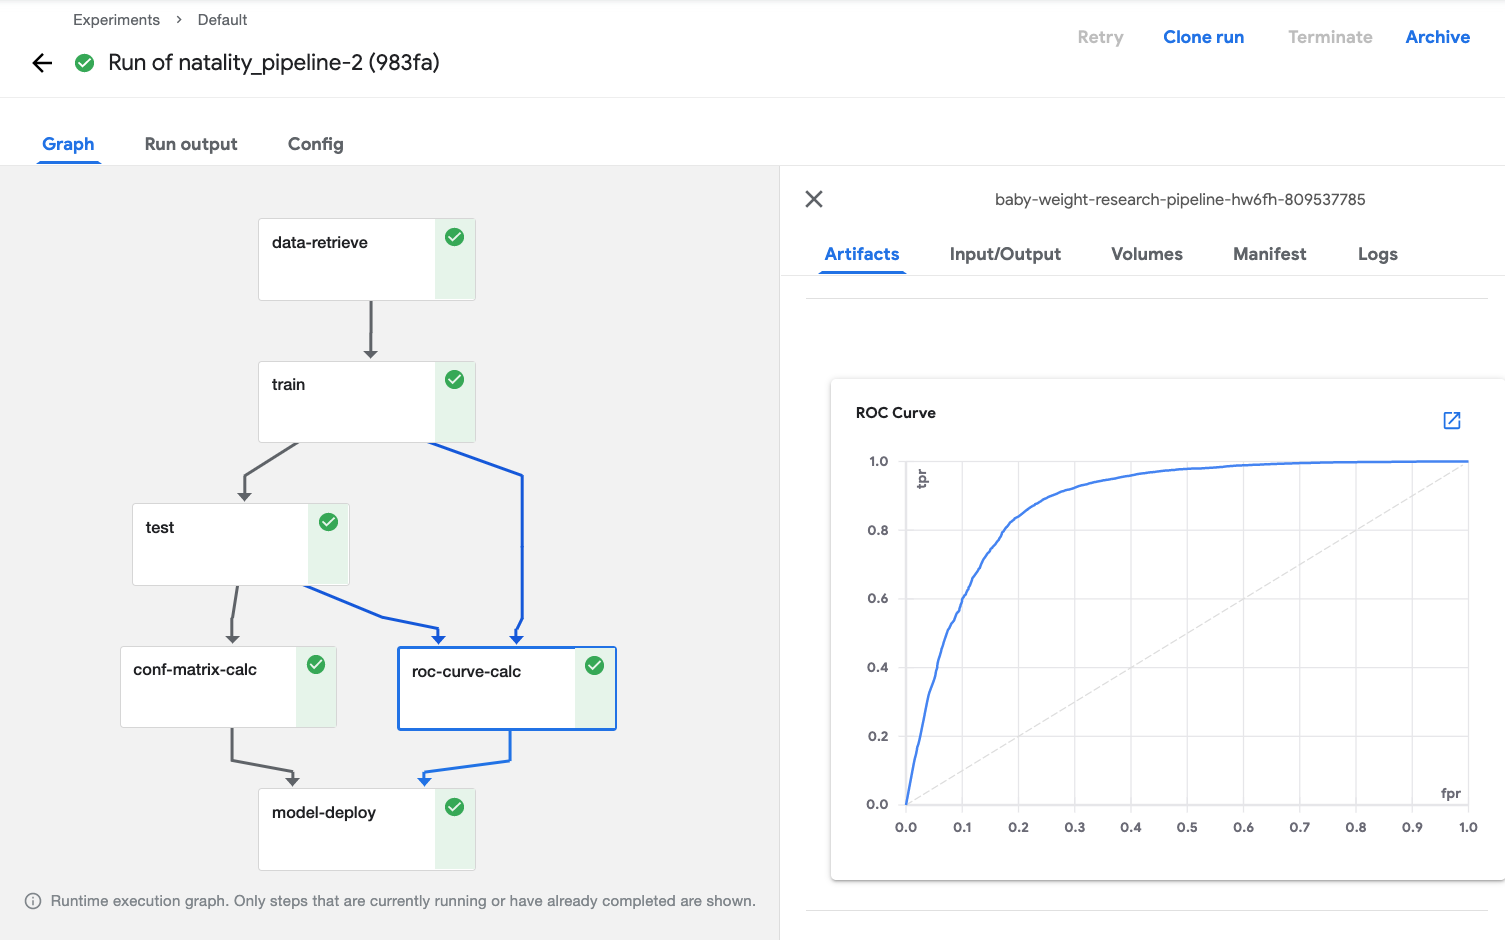 Experiments > Default
Run of natality_pipeline-2 (983fa)
Retry Clone run Terminate Archive
Graph Run output Config
data-retrieve
train
test
conf-matrix-calc
roc-curve-calc
model-deploy
Runtime execution graph. Only steps that are currently running or have already completed are shown.
baby-weight-research-pipeline-hw6fh-809537785
Artifacts Input/Output Volumes Manifest Logs
ROC Curve
tpr
1.0
0.8
0.6
0.4
0.2
0.0
fpr
0.0 0.1 0.2 0.3 0.4 0.5 0.6 0.7 0.8 0.9 1.0